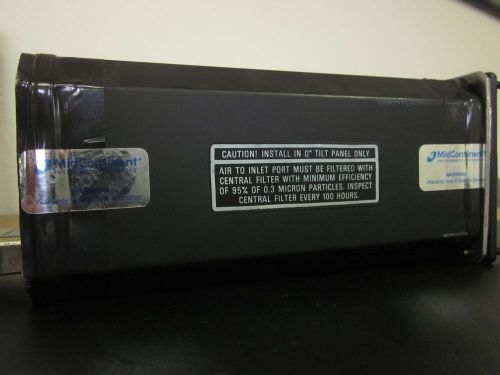 MidContinent
CAUTION! INSTALL IN 0° TILT PANEL ONLY
AIR TO INLET PORT MUST BE FILTERED WITH
CENTRAL FILTER WITH MINIMUM EFFICIENCY
OF 95% OF 0.3 MICRON PARTICLES. INSPECT
CENTRAL FILTER EVERY 100 HOURS.
MidContinent
WARNING